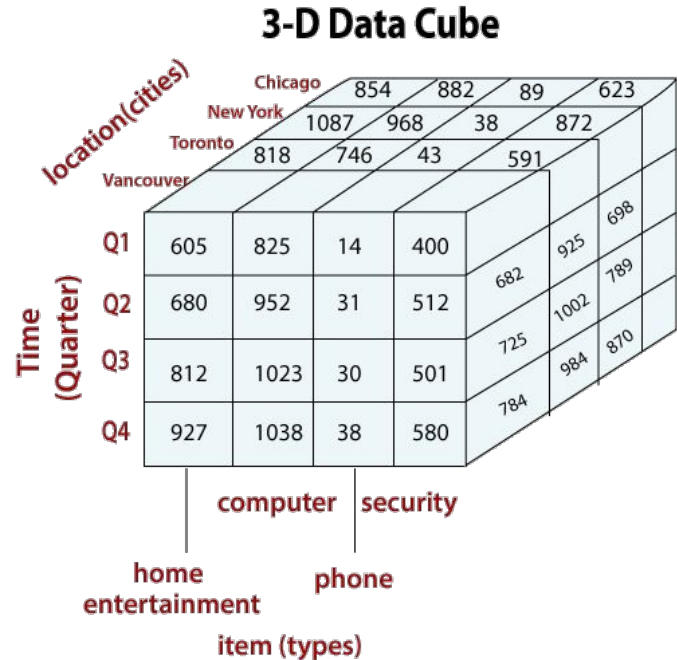 3-D Data Cube
location(cities)
Chicago 854 882 89 623
New York 1087 968 38 872
Toronto 818 746 43 591
Vancouver
Time
(Quarter)
Q1 605 825 14 400
Q2 680 952 31 512
Q3 812 1023 30 501
Q4 927 1038 38 580
682 925 698
725 1002 789
784 984 870
computer security
home
entertainment
phone
item (types)